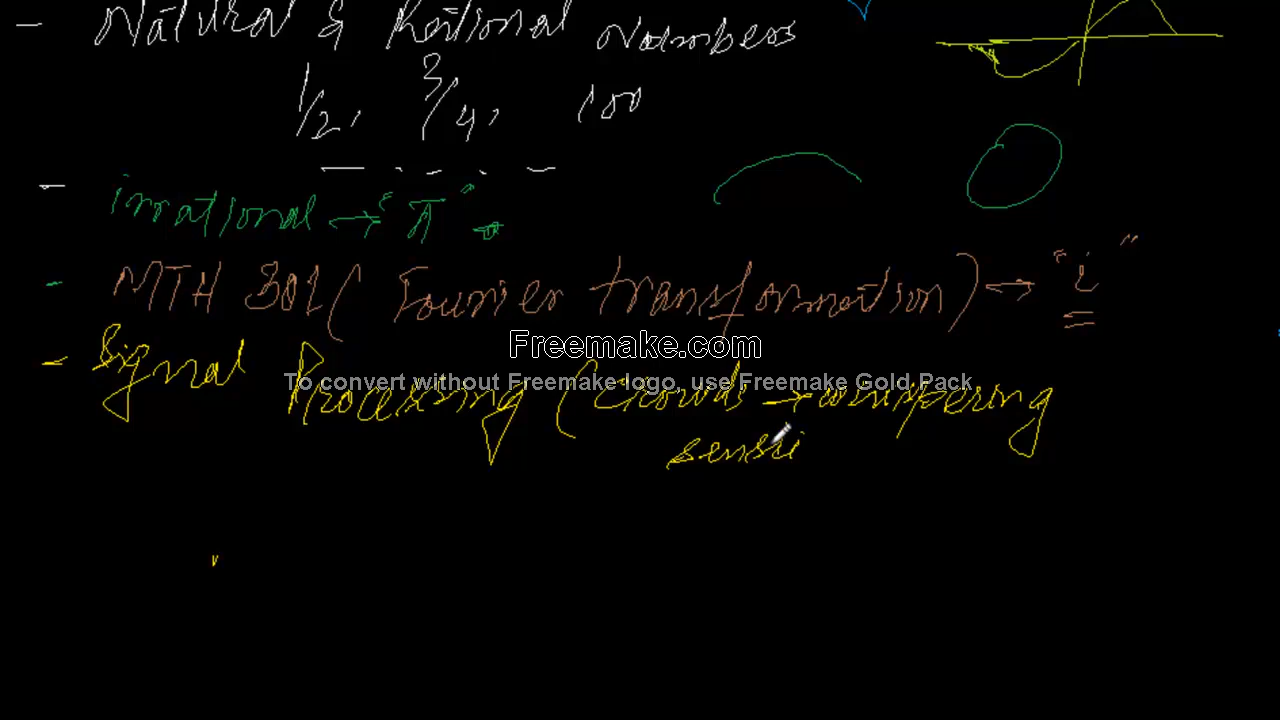 - Natural & Rational Numbers
1/2, 3/4, 100
- irrational → "π"
- MTH 301 ( Fourier transformation) → "i"
Freemake.com
- Signal Processing (Crowds → whispering
To convert without Freemake logo, use Freemake Gold Pack
sensi